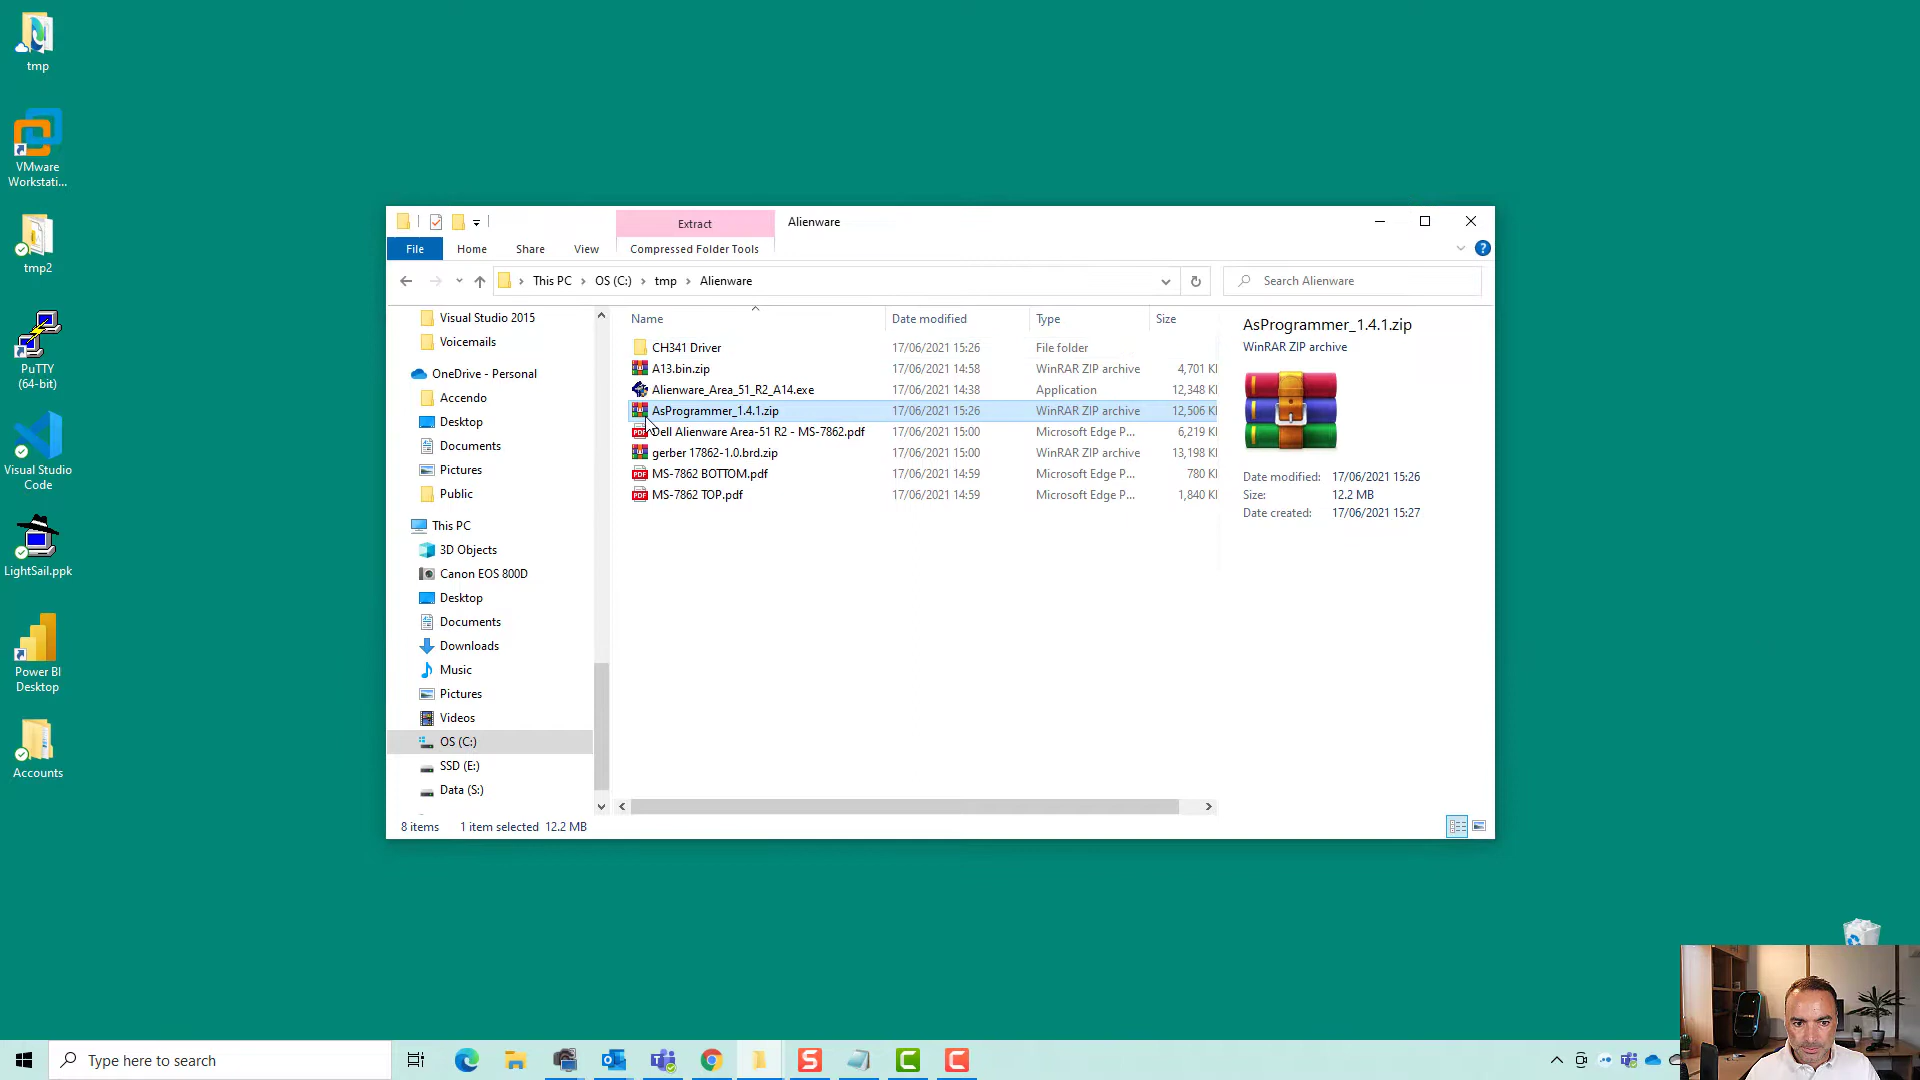 tmp
VMware
Workstati...
tmp2
PuTTY
(64-bit)
Visual Studio
Code
LightSail.ppk
Power BI
Desktop
Accounts
Extract
Alienware
File
Home
Share
View
Compressed Folder Tools
This PC
OS (C:)
tmp
Alienware
Search Alienware
Visual Studio 2015
Voicemails
OneDrive - Personal
Accendo
Desktop
Documents
Pictures
Public
This PC
3D Objects
Canon EOS 800D
Desktop
Documents
Downloads
Music
Pictures
Videos
OS (C:)
SSD (E:)
Data (S:)
Name Date modified Type Size
CH341 Driver 17/06/2021 15:26 File folder
A13.bin.zip 17/06/2021 14:58 WinRAR ZIP archive 4,701 K
Alienware_Area_51_R2_A14.exe 17/06/2021 14:38 Application 12,348 K
AsProgrammer_1.4.1.zip 17/06/2021 15:26 WinRAR ZIP archive 12,506 K
Dell Alienware Area-51 R2 - MS-7862.pdf 17/06/2021 15:00 Microsoft Edge P... 6,219 K
gerber 17862-1.0.brd.zip 17/06/2021 15:00 WinRAR ZIP archive 13,198 K
MS-7862 BOTTOM.pdf 17/06/2021 14:59 Microsoft Edge P... 780 K
MS-7862 TOP.pdf 17/06/2021 14:59 Microsoft Edge P... 1,840 K
AsProgrammer_1.4.1.zip
WinRAR ZIP archive
Date modified: 17/06/2021 15:26
Size: 12.2 MB
Date created: 17/06/2021 15:27
8 items 1 item selected 12.2 MB
Type here to search